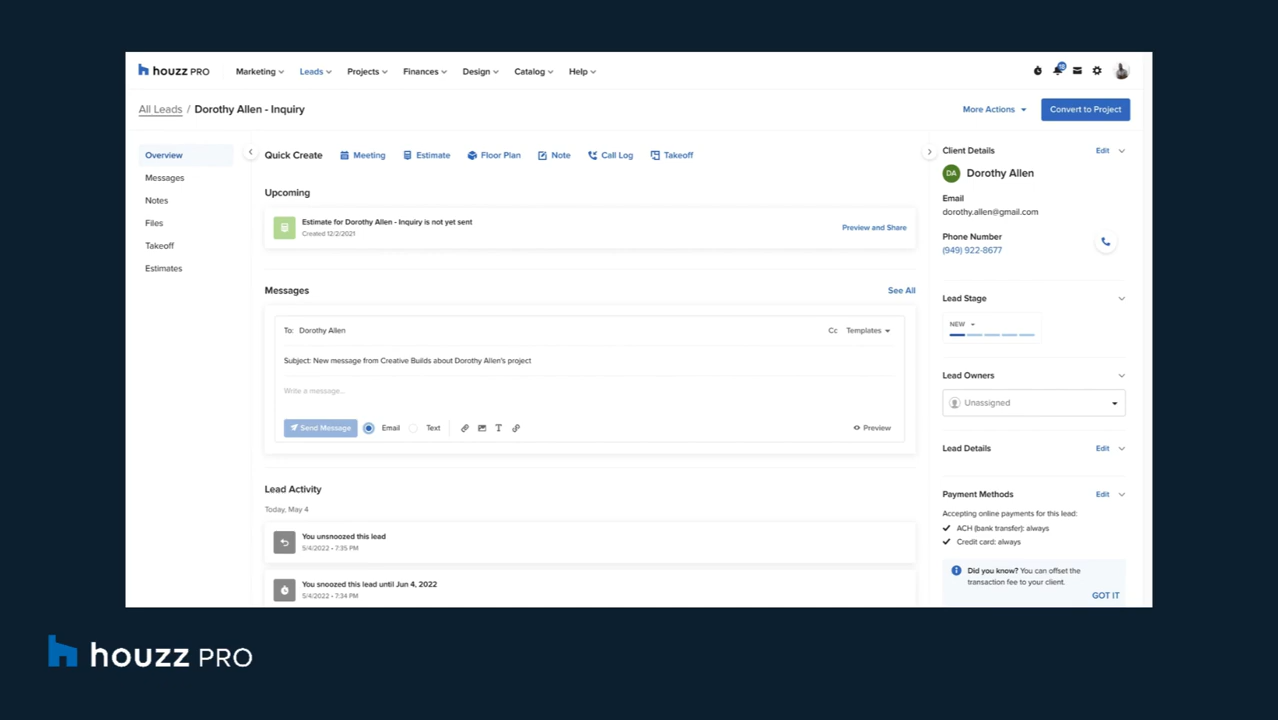 houzz PRO Marketing Leads Projects Finances Design Catalog Help
All Leads / Dorothy Allen - Inquiry More Actions Convert to Project
Overview
Messages
Notes
Files
Takeoff
Estimates
Quick Create Meeting Estimate Floor Plan Note Call Log Takeoff
Upcoming
Estimate for Dorothy Allen - Inquiry is not yet sent
Created 12/2/2021
Preview and Share
Messages See All
To: Dorothy Allen Cc Templates
Subject: New message from Creative Builds about Dorothy Allen's project
Write a message...
Send Message Email Text Preview
Lead Activity
Today, May 4
You unsnoozed this lead
5/4/2022 • 7:35 PM
You snoozed this lead until Jun 4, 2022
5/4/2022 • 7:34 PM
Client Details Edit
DA Dorothy Allen
Email
dorothy.allen@gmail.com
Phone Number
(949) 922-8677
Lead Stage
NEW
Lead Owners
Unassigned
Lead Details Edit
Payment Methods Edit
Accepting online payments for this lead:
ACH (bank transfer): always
Credit card: always
Did you know? You can offset the
transaction fee to your client.
GOT IT
houzz PRO